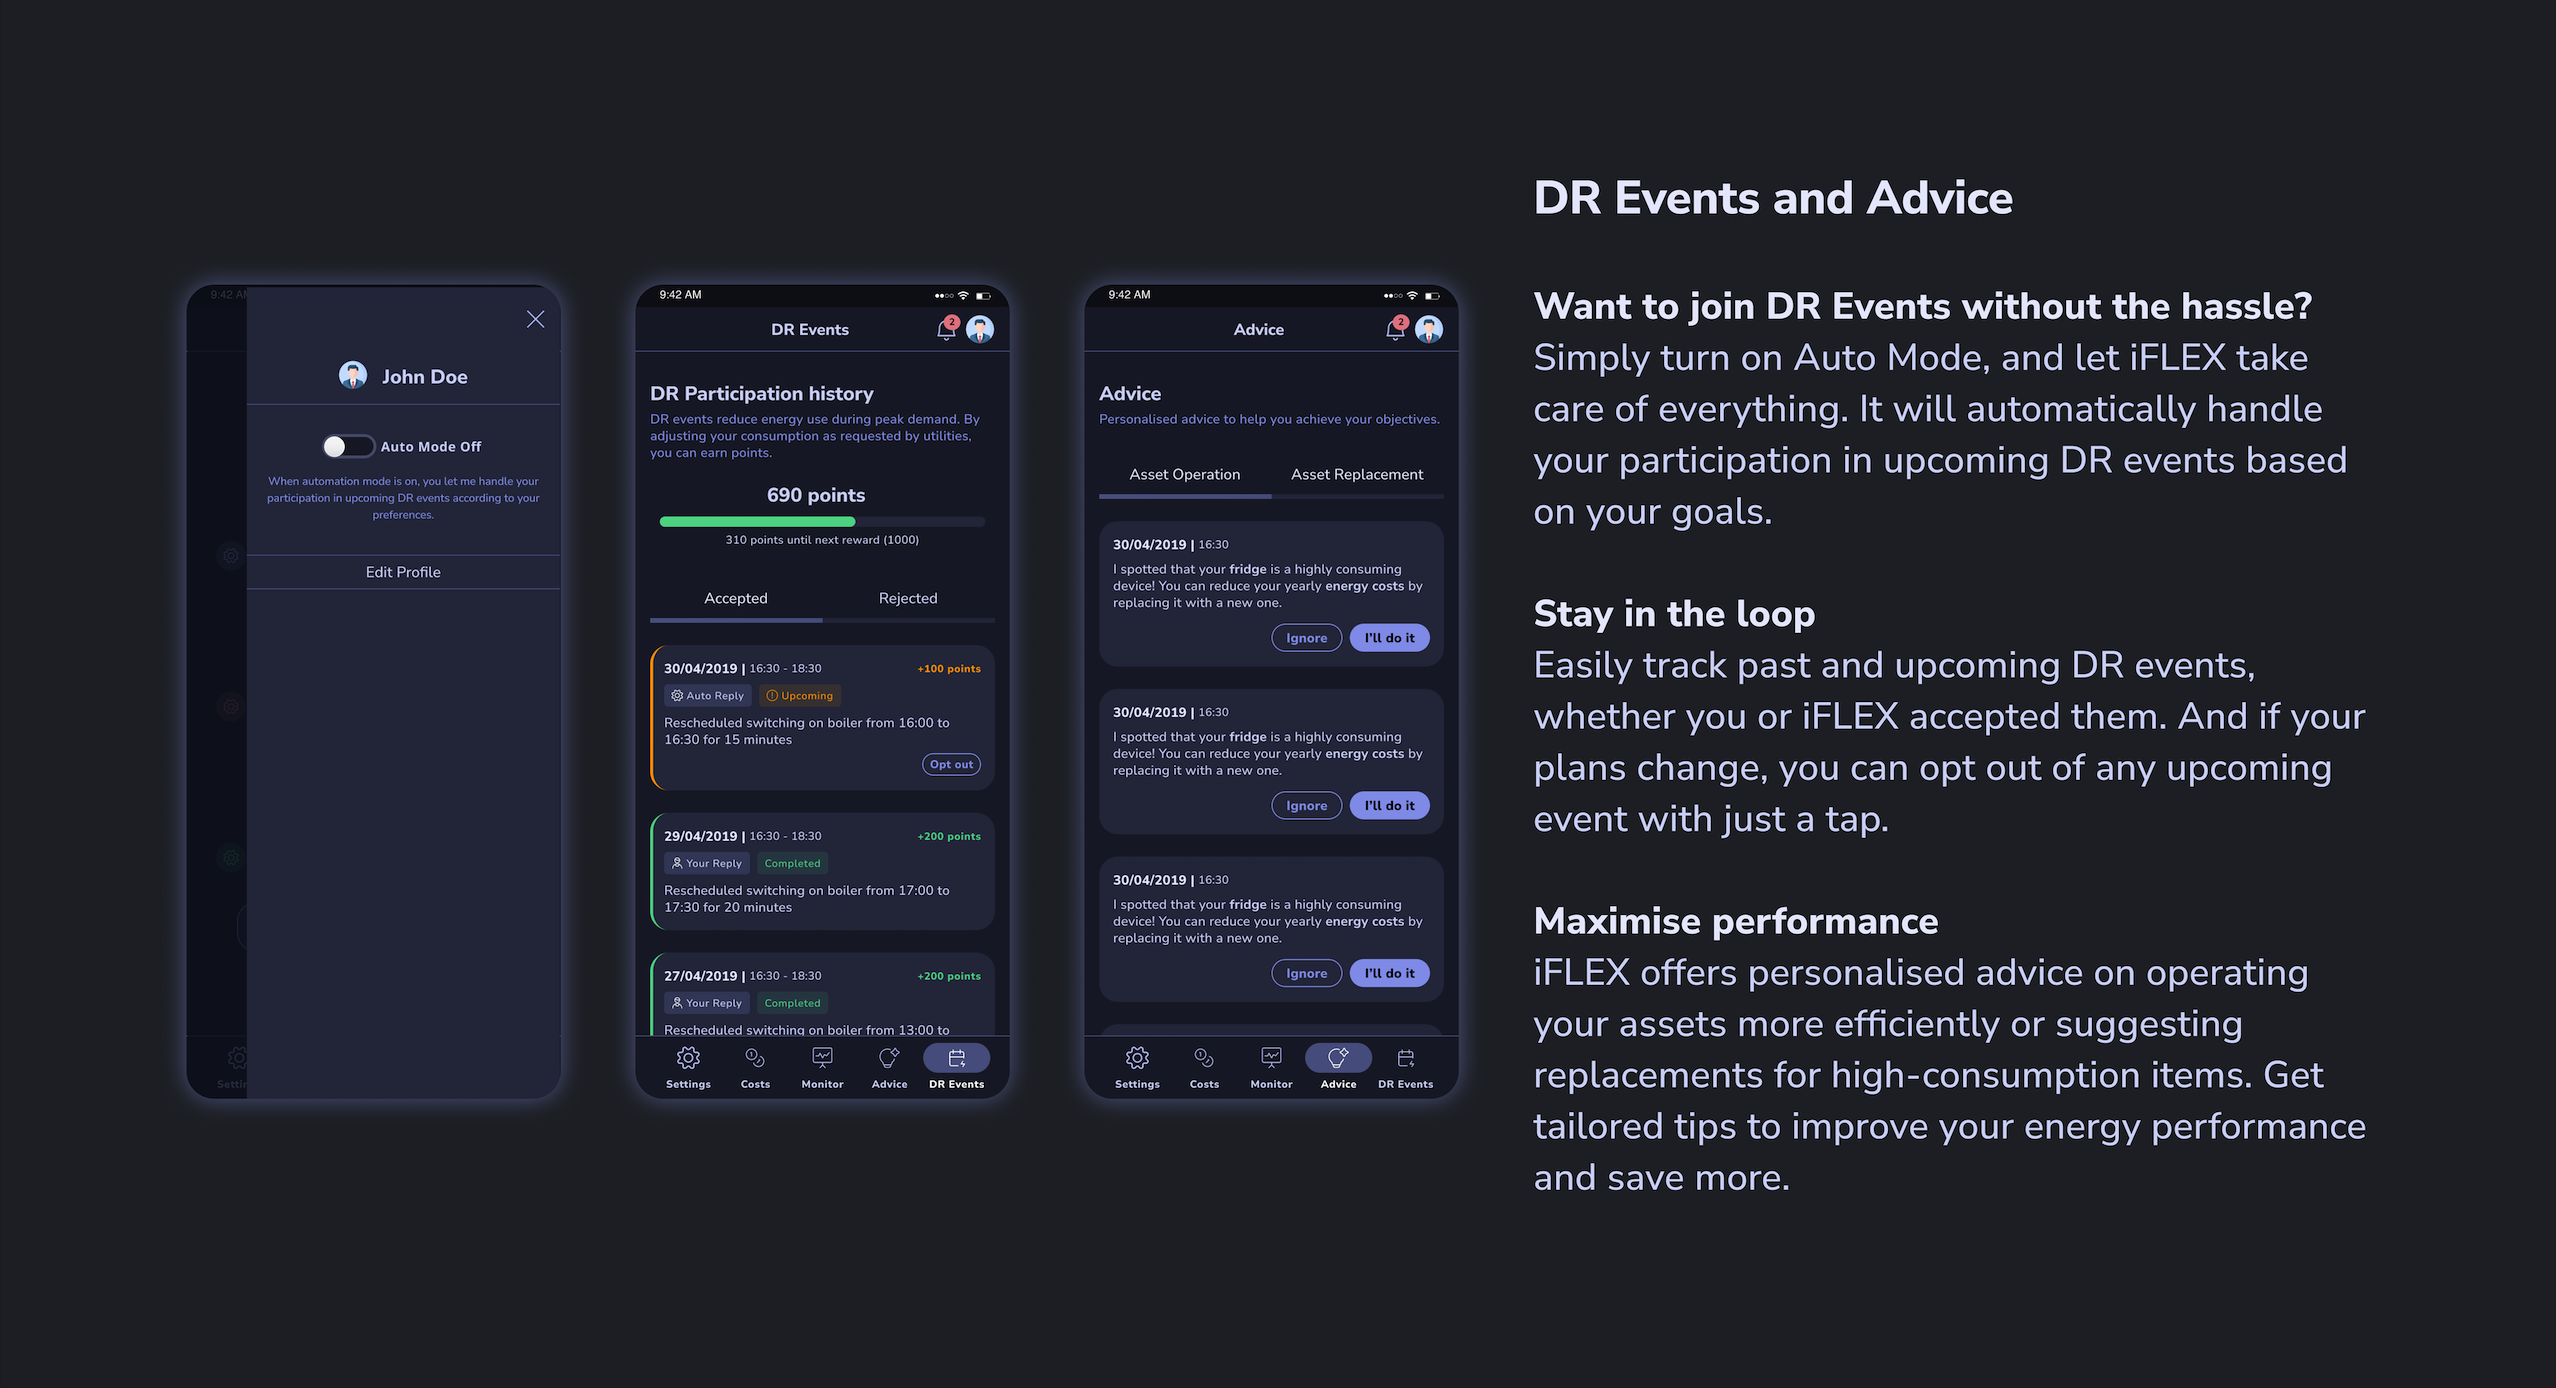 DR Events and Advice
Want to join DR Events without the hassle?
Simply turn on Auto Mode, and let iFLEX take
care of everything. It will automatically handle
your participation in upcoming DR events based
on your goals.
Stay in the loop
Easily track past and upcoming DR events,
whether you or iFLEX accepted them. And if your
plans change, you can opt out of any upcoming
event with just a tap.
Maximise performance
iFLEX offers personalised advice on operating
your assets more efficiently or suggesting
replacements for high-consumption items. Get
tailored tips to improve your energy performance
and save more.
9:42 AM
John Doe
Auto Mode Off
When automation mode is on, you let me handle your
participation in upcoming DR events according to your
preferences.
Edit Profile
9:42 AM
DR Events
2
DR Participation history
DR events reduce energy use during peak demand. By
adjusting your consumption as requested by utilities,
you can earn points.
690 points
310 points until next reward (1000)
Accepted Rejected
30/04/2019 | 16:30 - 18:30 +100 points
Auto Reply Upcoming
Rescheduled switching on boiler from 16:00 to
16:30 for 15 minutes
Opt out
29/04/2019 | 16:30 - 18:30 +200 points
Your Reply Completed
Rescheduled switching on boiler from 17:00 to
17:30 for 20 minutes
27/04/2019 | 16:30 - 18:30 +200 points
Your Reply Completed
Rescheduled switching on boiler from 13:00 to
Settings Costs Monitor Advice DR Events
9:42 AM
Advice
2
Advice
Personalised advice to help you achieve your objectives.
Asset Operation Asset Replacement
30/04/2019 | 16:30
I spotted that your fridge is a highly consuming
device! You can reduce your yearly energy costs by
replacing it with a new one.
Ignore I'll do it
30/04/2019 | 16:30
I spotted that your fridge is a highly consuming
device! You can reduce your yearly energy costs by
replacing it with a new one.
Ignore I'll do it
30/04/2019 | 16:30
I spotted that your fridge is a highly consuming
device! You can reduce your yearly energy costs by
replacing it with a new one.
Ignore I'll do it
Settings Costs Monitor Advice DR Events